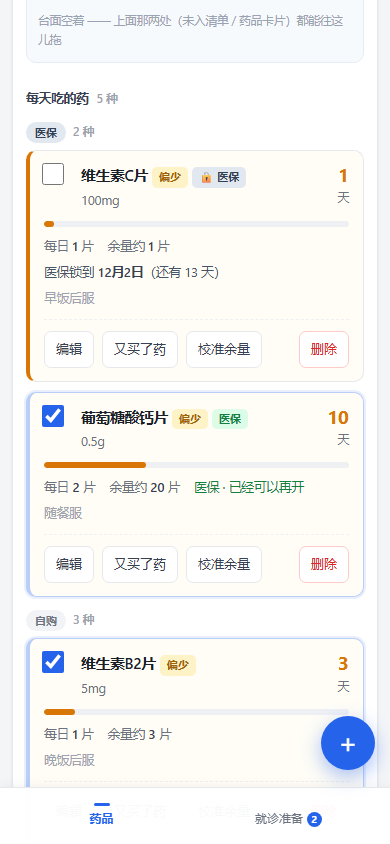 台面空着 —— 上面那两处（未入清单 / 药品卡片）都能往这
儿拖
每天吃的药 5 种
医保 2 种
维生素C片 偏少 🔒 医保 1
100mg 天
每日 1 片 余量约 1 片
医保锁到 12月2日（还有 13 天）
早饭后服
编辑 又买了药 校准余量 删除
葡萄糖酸钙片 偏少 医保 10
0.5g 天
每日 2 片 余量约 20 片 医保 · 已经可以再开
随餐服
编辑 又买了药 校准余量 删除
自购 3 种
维生素B2片 偏少 3
5mg 天
每日 1 片 余量约 3 片
晚饭后服
+
药品 就诊准备 2